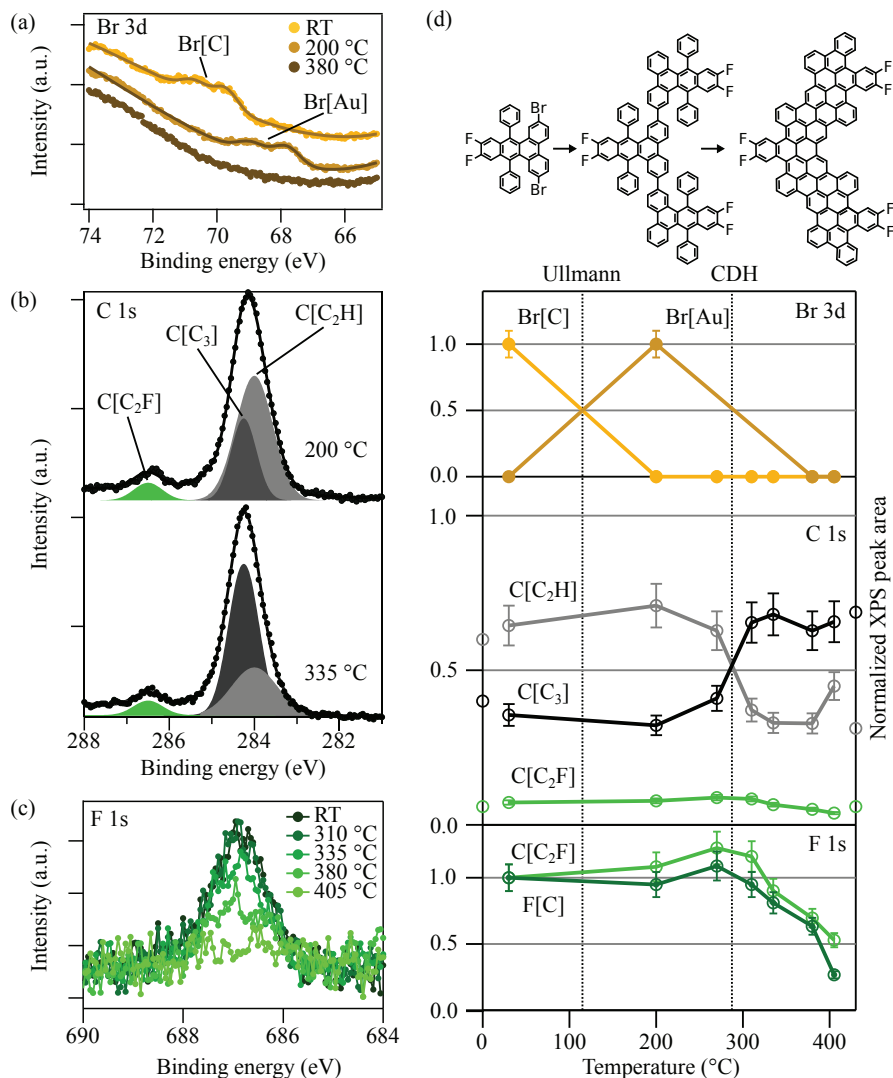 (a)
Br 3d
RT
200 °C
380 °C
Br[C]
Br[Au]
Intensity (a.u.)
74 72 70 68 66
Binding energy (eV)
(b)
C 1s
C[C2H]
C[C3]
C[C2F]
200 °C
335 °C
Intensity (a.u.)
288 286 284 282
Binding energy (eV)
(c)
F 1s
RT
310 °C
335 °C
380 °C
405 °C
Intensity (a.u.)
690 688 686 684
Binding energy (eV)
(d)
Br
F
F
Br
F
F
F
F
F
F
F
F
F
F
F
F
Ullmann CDH
Br[C] Br[Au] Br 3d
1.0
0.5
0.0
1.0
C 1s
C[C2H]
0.5
C[C3]
C[C2F]
0.0
C[C2F] F 1s
1.0
F[C]
0.5
0.0
0 100 200 300 400
Temperature (°C)
Normalized XPS peak area